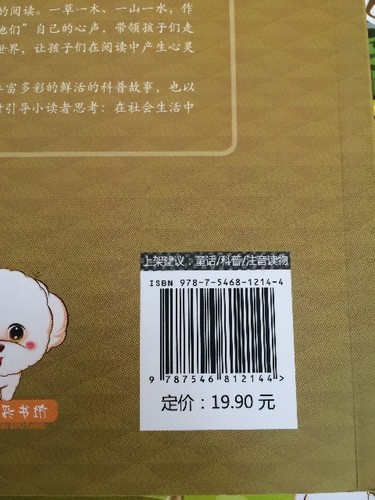 的阅读。一草一木、一山一水，作
他们”自己的心声，带领孩子们走
世界，让孩子们在阅读中产生心灵
丰富多彩的鲜活的科普故事，也以
时引导小读者思考：在社会生活中
上架建议：童话/科普/注音读物
ISBN 978-7-5468-1214-4
9 787546 812144 >
定价：19.90 元
彩书坊